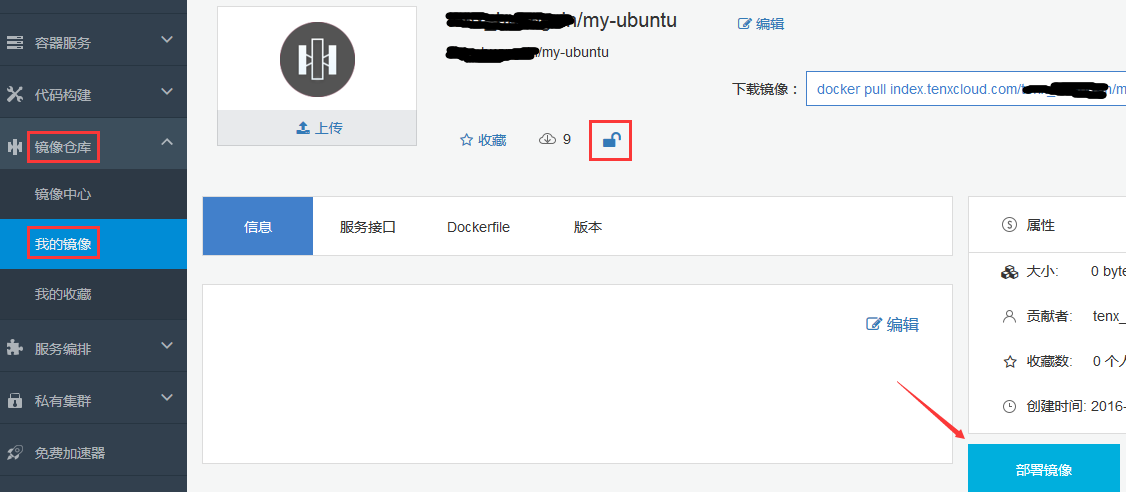 容器服务
代码构建
镜像仓库
镜像中心
我的镜像
我的收藏
服务编排
私有集群
免费加速器
上传
/my-ubuntu
编辑
/my-ubuntu
下载镜像：
docker pull index.tenxcloud.com/tenx_ /m
收藏
9
信息
服务接口
Dockerfile
版本
编辑
属性
大小:
0 byte
贡献者:
tenx_
收藏数:
0 个人
创建时间: 2016-
部署镜像